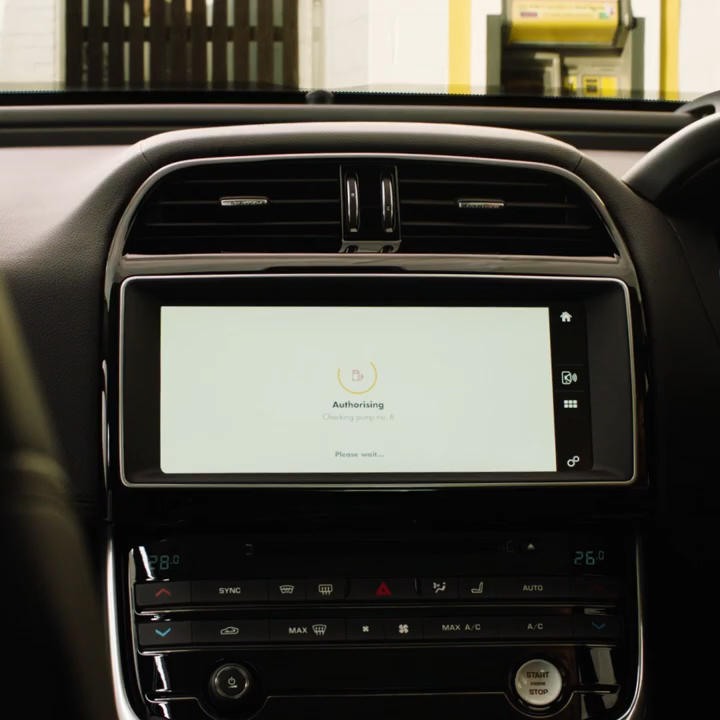 Authorising
Checking pump no. 8
Please wait...
28.0
26.0
SYNC
AUTO
MAX
MAX A/C
A/C
START
STOP